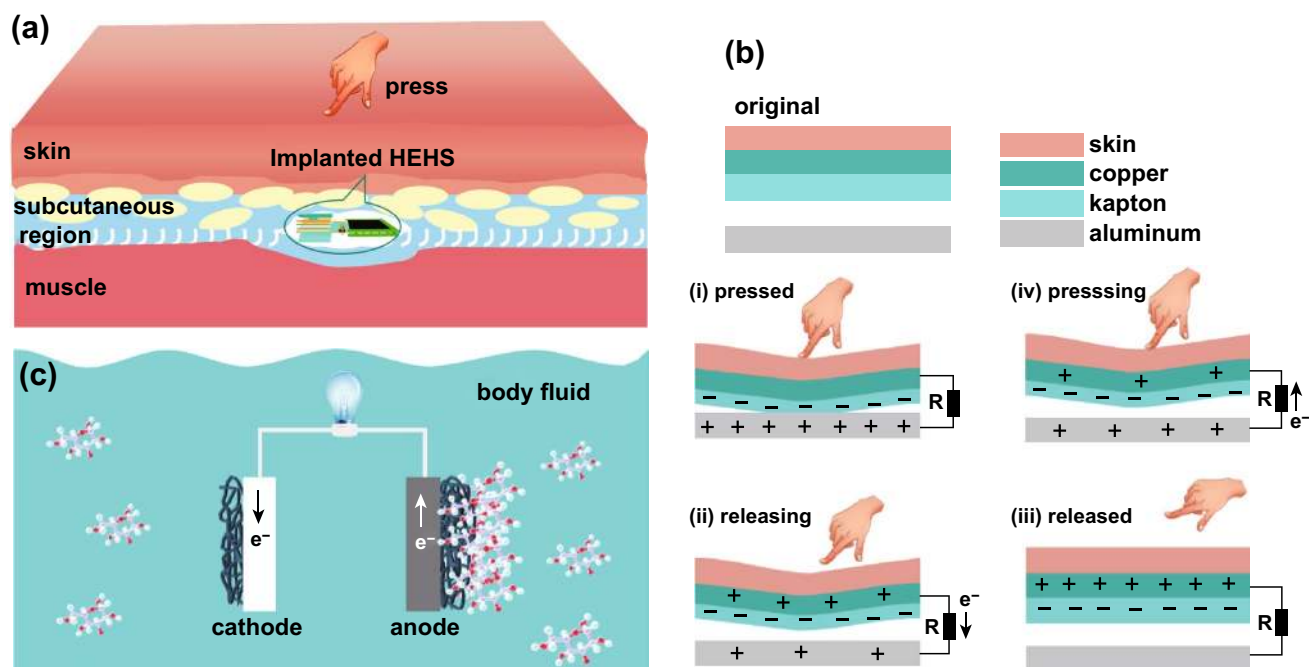 (a)
press
skin
Implanted HEHS
subcutaneous
region
muscle
(b)
original
skin
copper
kapton
aluminum
(i) pressed
R
+ + + + + + +
(iv) presssing
+ + +
R
e⁻
+ + + +
(ii) releasing
+ + + +
e⁻
R
+ + +
(iii) released
+ + + + + + +
R
(c)
body fluid
e⁻
e⁻
cathode
anode